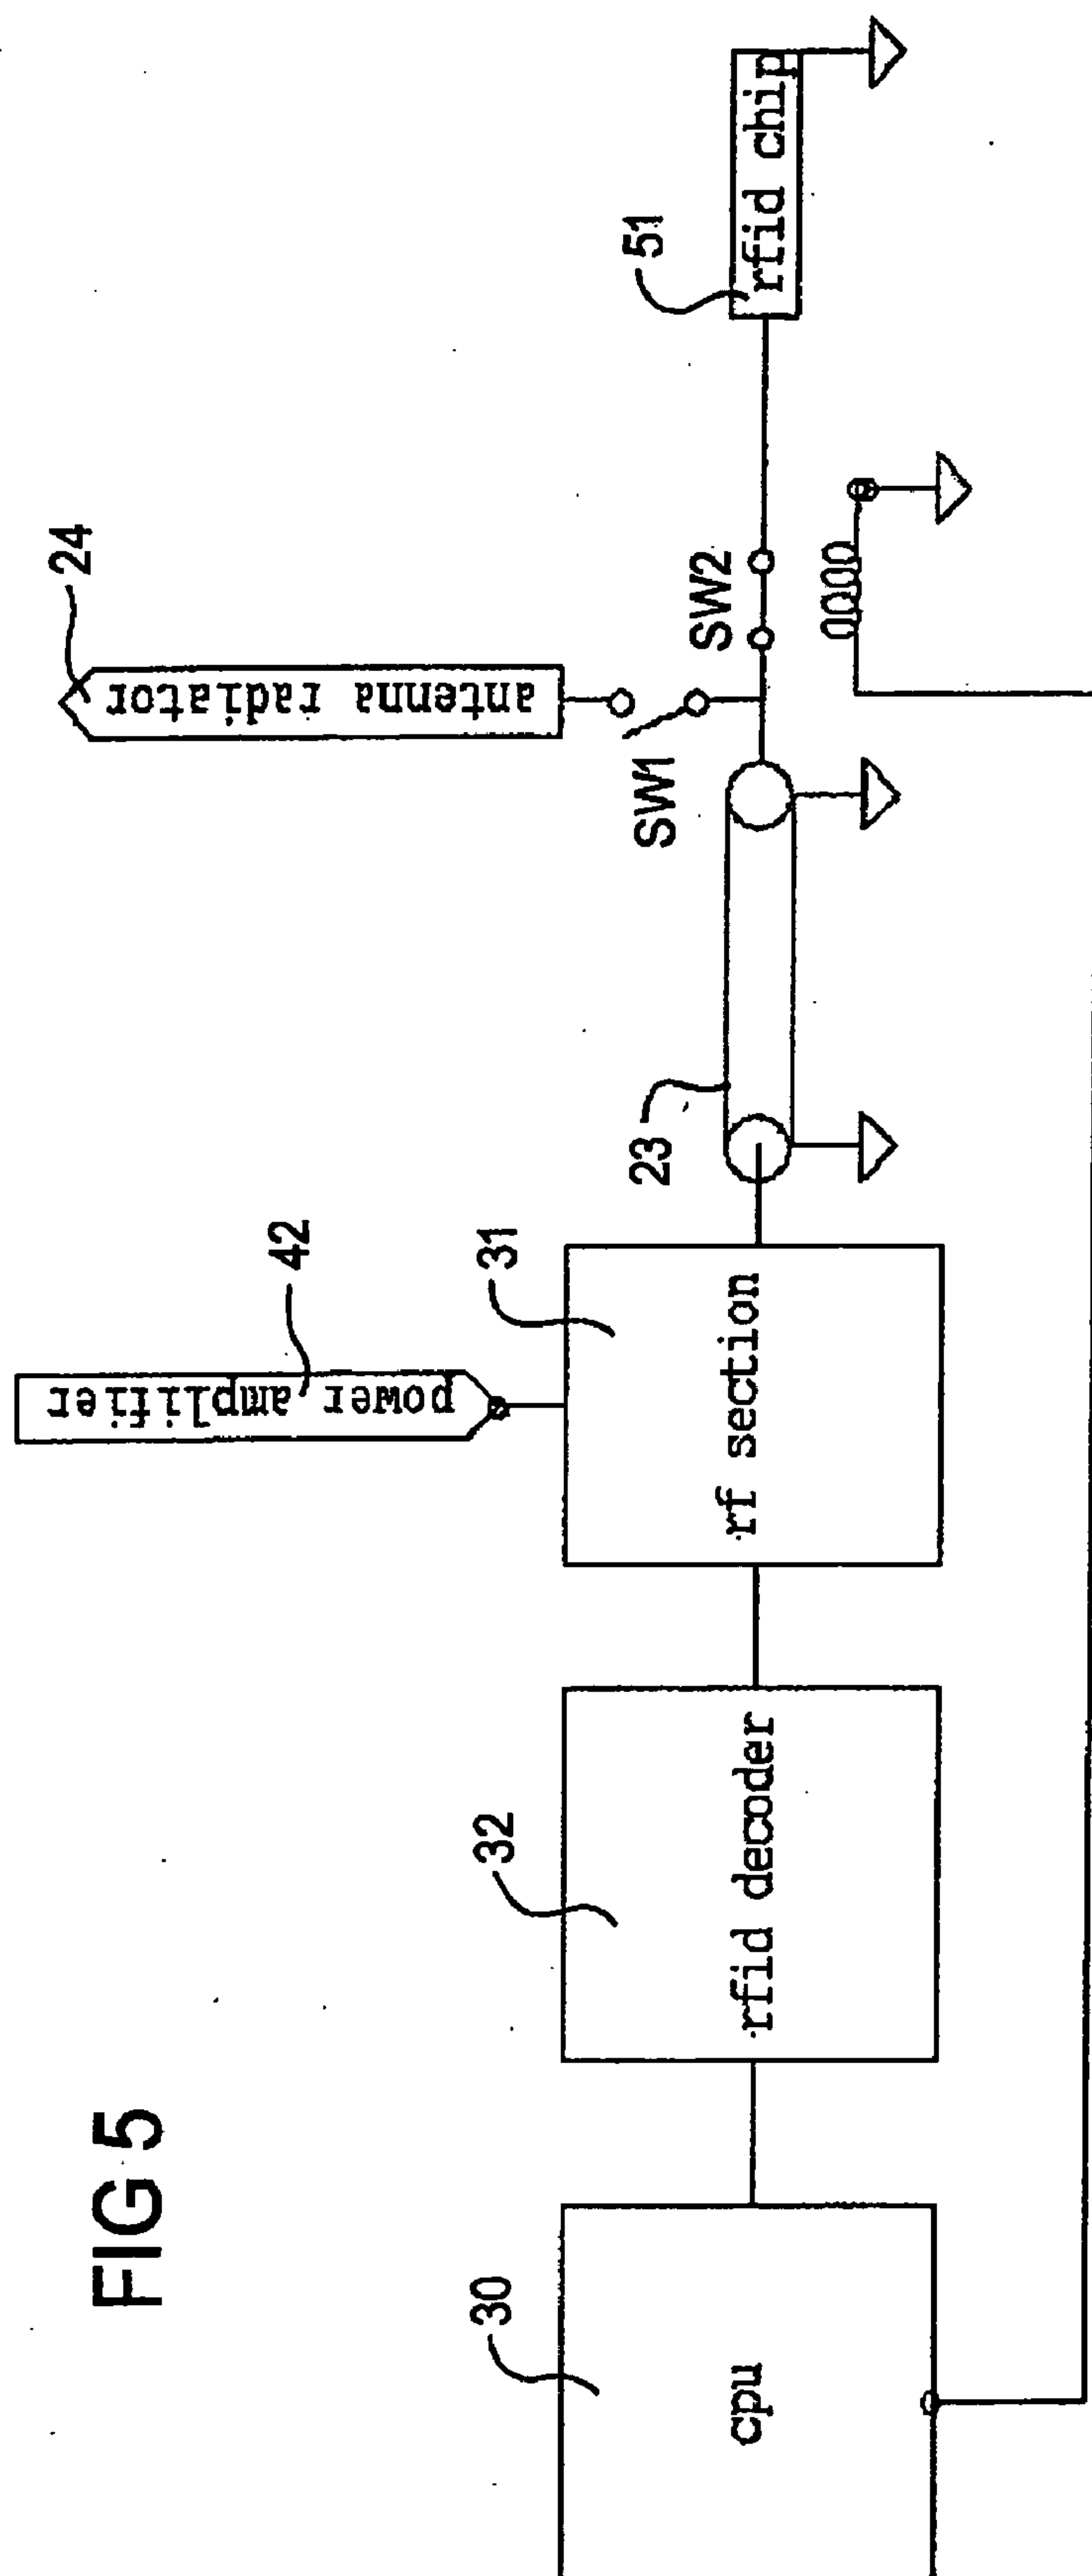 FIG 5
cpu
30
rfid decoder
32
rf section
31
power amplifier
42
23
SW1
antenna radiator
24
SW2
rfid chip
51